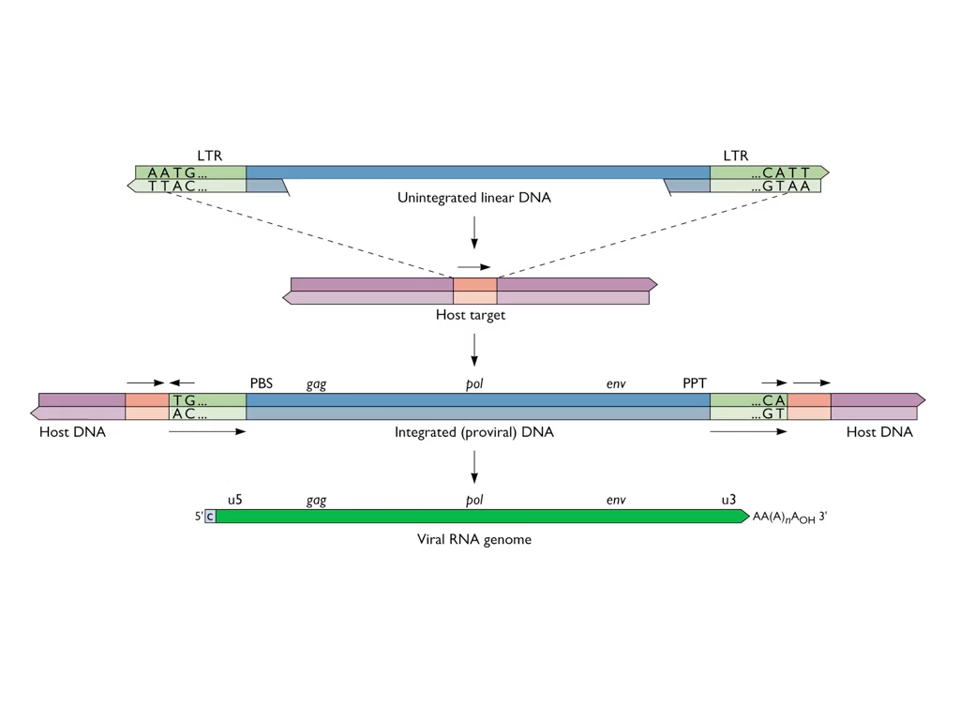 LTR LTR
AATG... ...CATT
TTAC... ...GTAA
Unintegrated linear DNA
Host target
PBS gag pol env PPT
TG... ...CA
AC... ...GT
Host DNA Integrated (proviral) DNA Host DNA
u5 gag pol env u3
5' c AA(A)nAOH 3'
Viral RNA genome